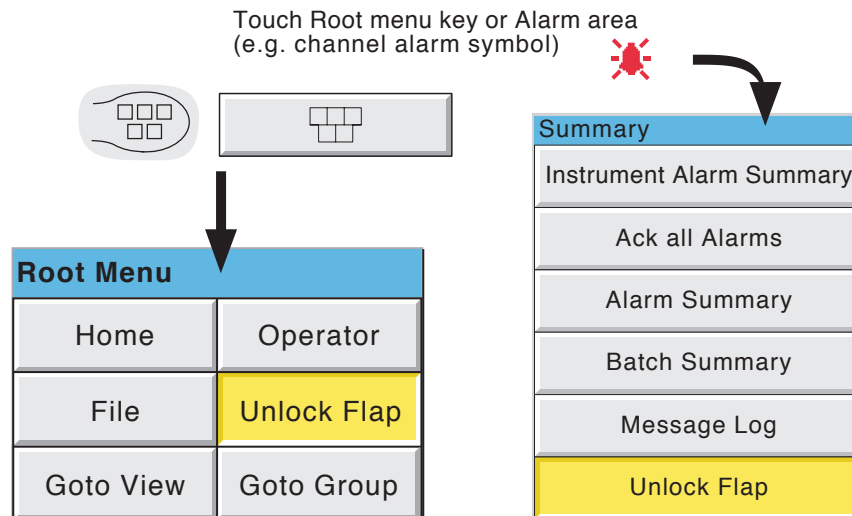 Touch Root menu key or Alarm area
(e.g. channel alarm symbol)
Root Menu
Home
Operator
File
Unlock Flap
Goto View
Goto Group
Summary
Instrument Alarm Summary
Ack all Alarms
Alarm Summary
Batch Summary
Message Log
Unlock Flap